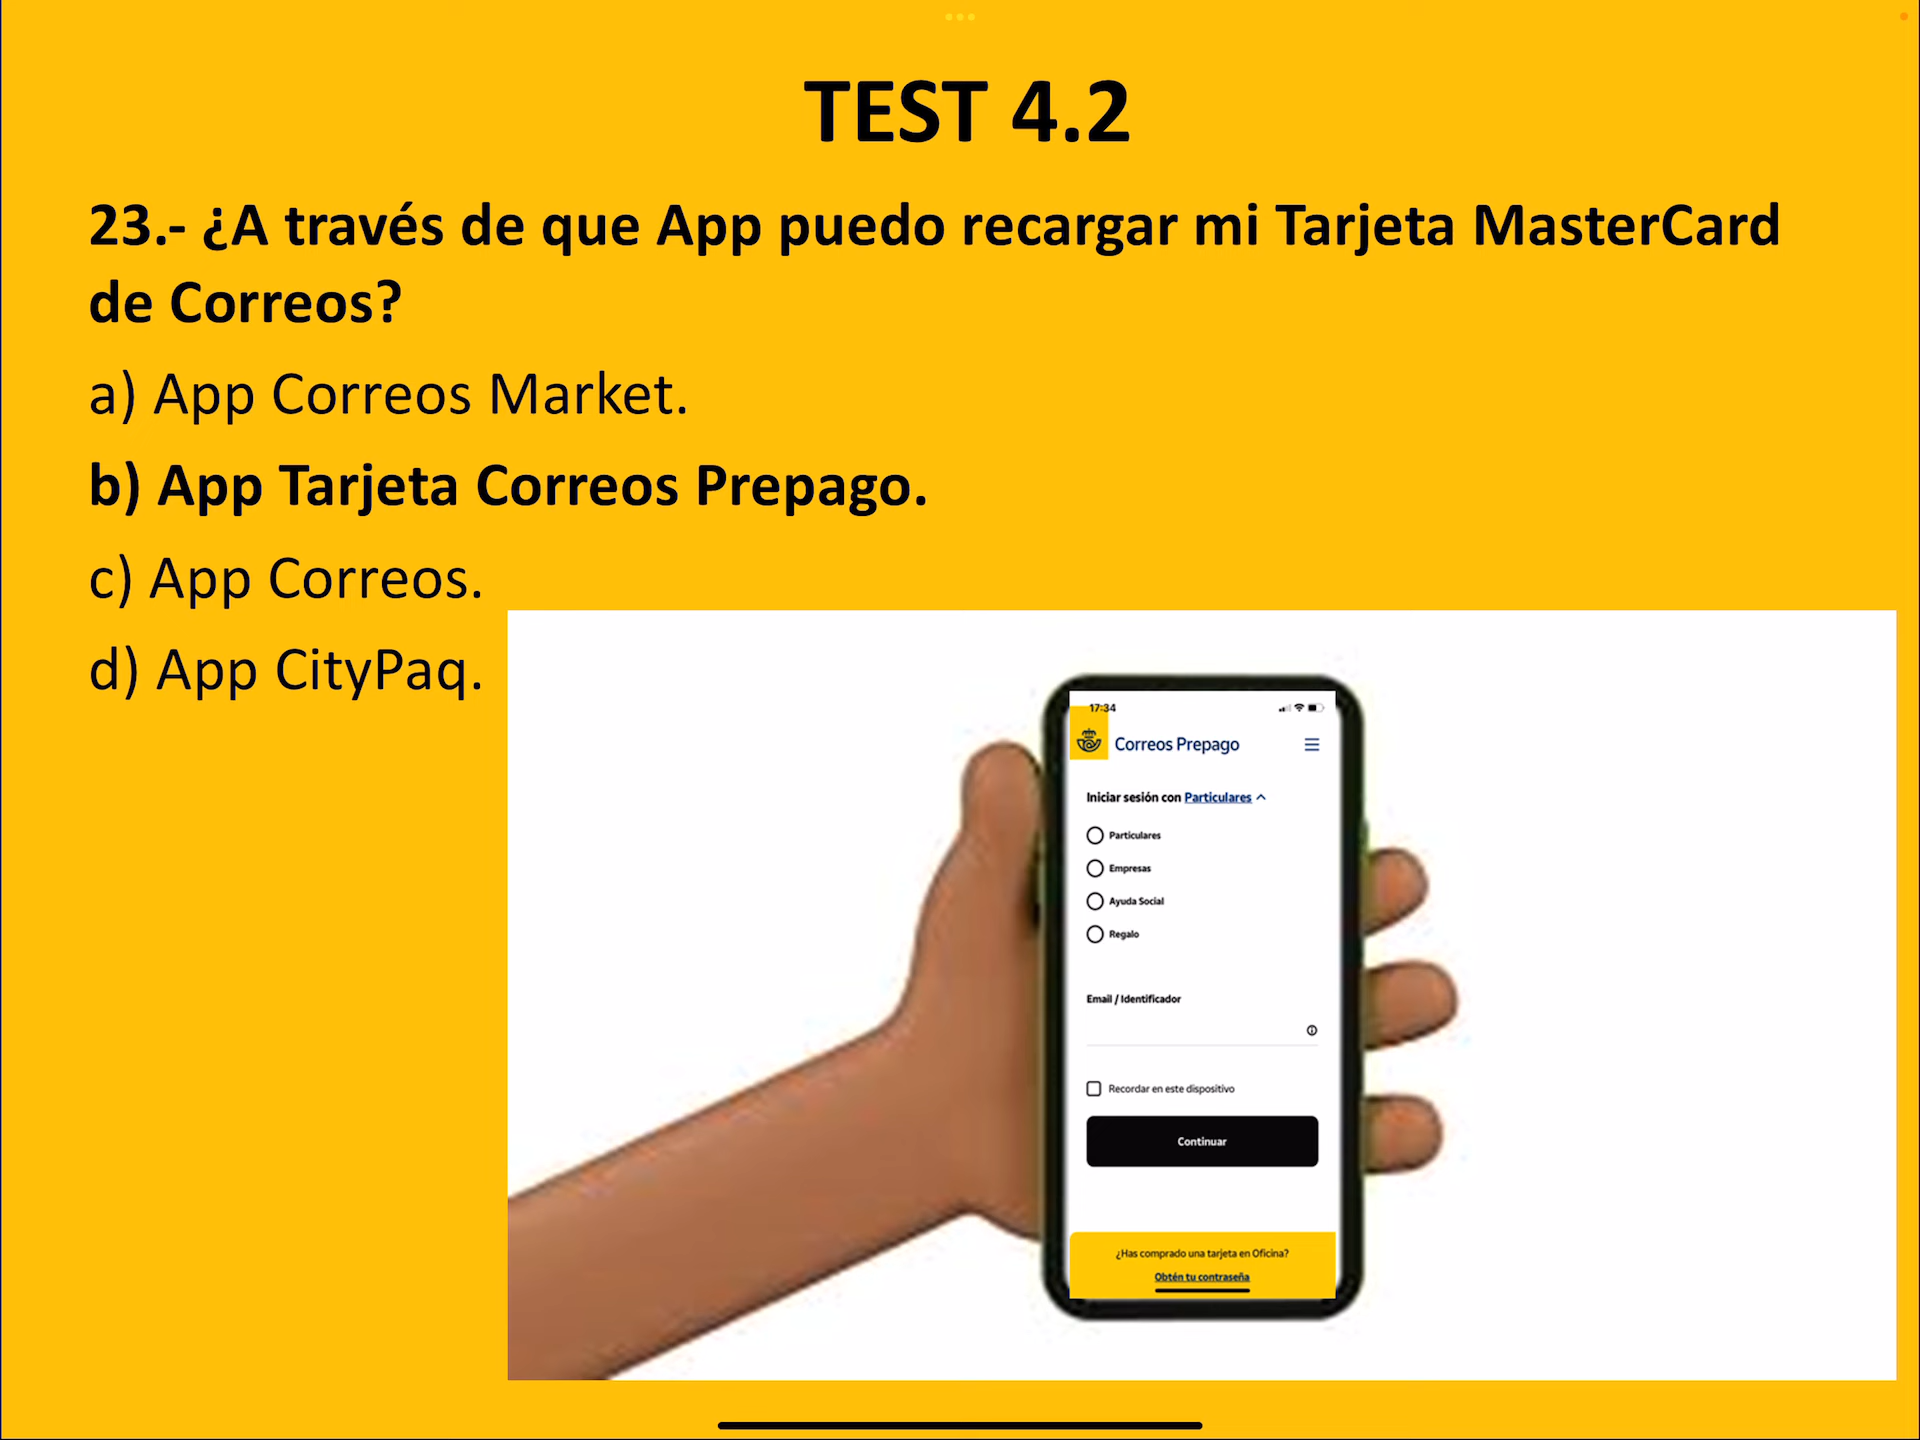 TEST 4.2
23.- ¿A través de que App puedo recargar mi Tarjeta MasterCard
de Correos?
a) App Correos Market.
b) App Tarjeta Correos Prepago.
c) App Correos.
d) App CityPaq.
17:34
Correos Prepago
Iniciar sesión con Particulares
Particulares
Empresas
Ayuda Social
Regalo
Email / Identificador
Recordar en este dispositivo
Continuar
¿Has comprado una tarjeta en Oficina?
Obtén tu contraseña